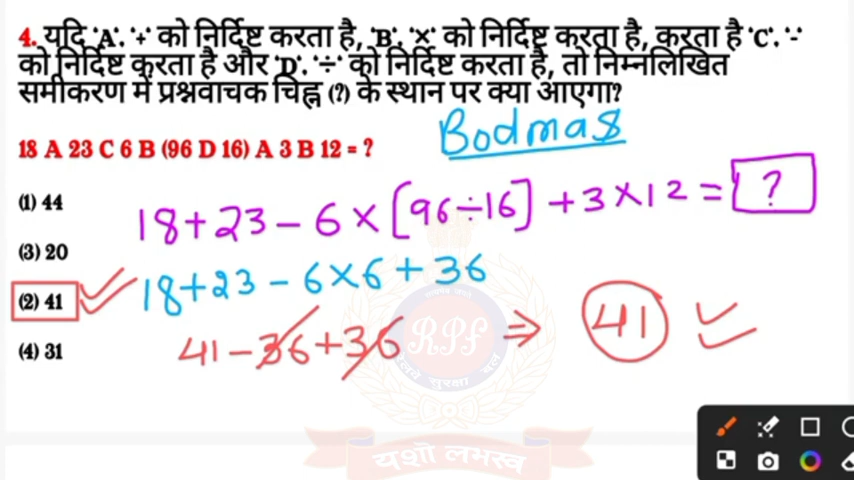 4. यदि 'A'. '+' को निर्दिष्ट करता है, 'B'. '×' को निर्दिष्ट करता है, करता है 'C'. '-'
को निर्दिष्ट करता है और 'D'. '÷' को निर्दिष्ट करता है, तो निम्नलिखित
समीकरण में प्रश्नवाचक चिह्न (?) के स्थान पर क्या आएगा?
Bodmas
18 A 23 C 6 B (96 D 16) A 3 B 12 = ?
(1) 44
18+23-6×[96÷16]+3×12=?
(3) 20
18+23-6×6+36
(2) 41
41-36+36 ⇒ 41
(4) 31
RPF
यशो लभस्व